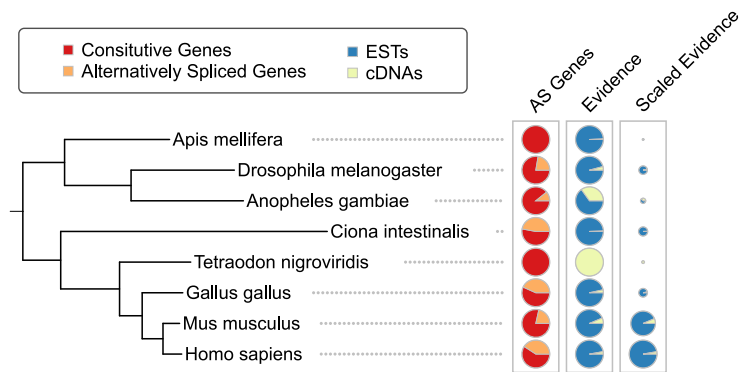 Consitutive Genes
Alternatively Spliced Genes
ESTs
cDNAs
AS Genes
Evidence
Scaled Evidence
Apis mellifera
Drosophila melanogaster
Anopheles gambiae
Ciona intestinalis
Tetraodon nigroviridis
Gallus gallus
Mus musculus
Homo sapiens